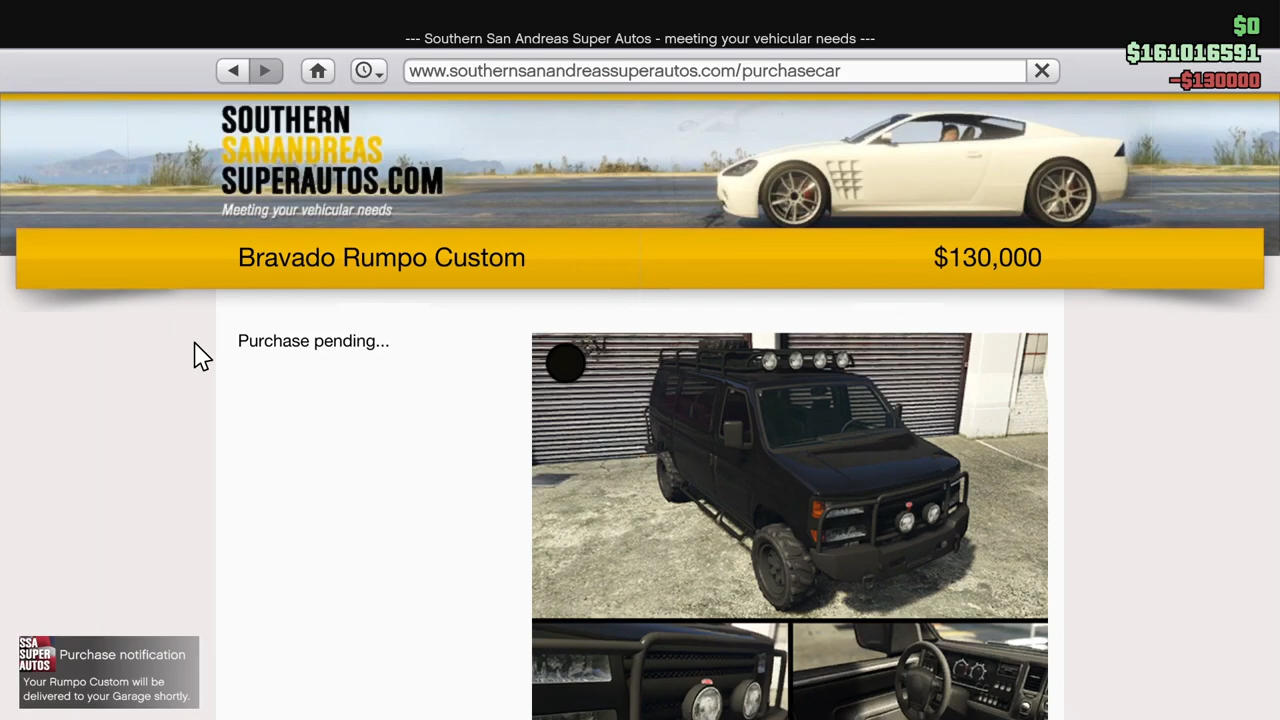 --- Southern San Andreas Super Autos - meeting your vehicular needs ---
$0
$161016591
-$130000
www.southernsanandreassuperautos.com/purchasecar
SOUTHERN
SANANDREAS
SUPERAUTOS.COM
Meeting your vehicular needs
Bravado Rumpo Custom
$130,000
Purchase pending...
SSA
SUPER
AUTOS
Purchase notification
Your Rumpo Custom will be
delivered to your Garage shortly.